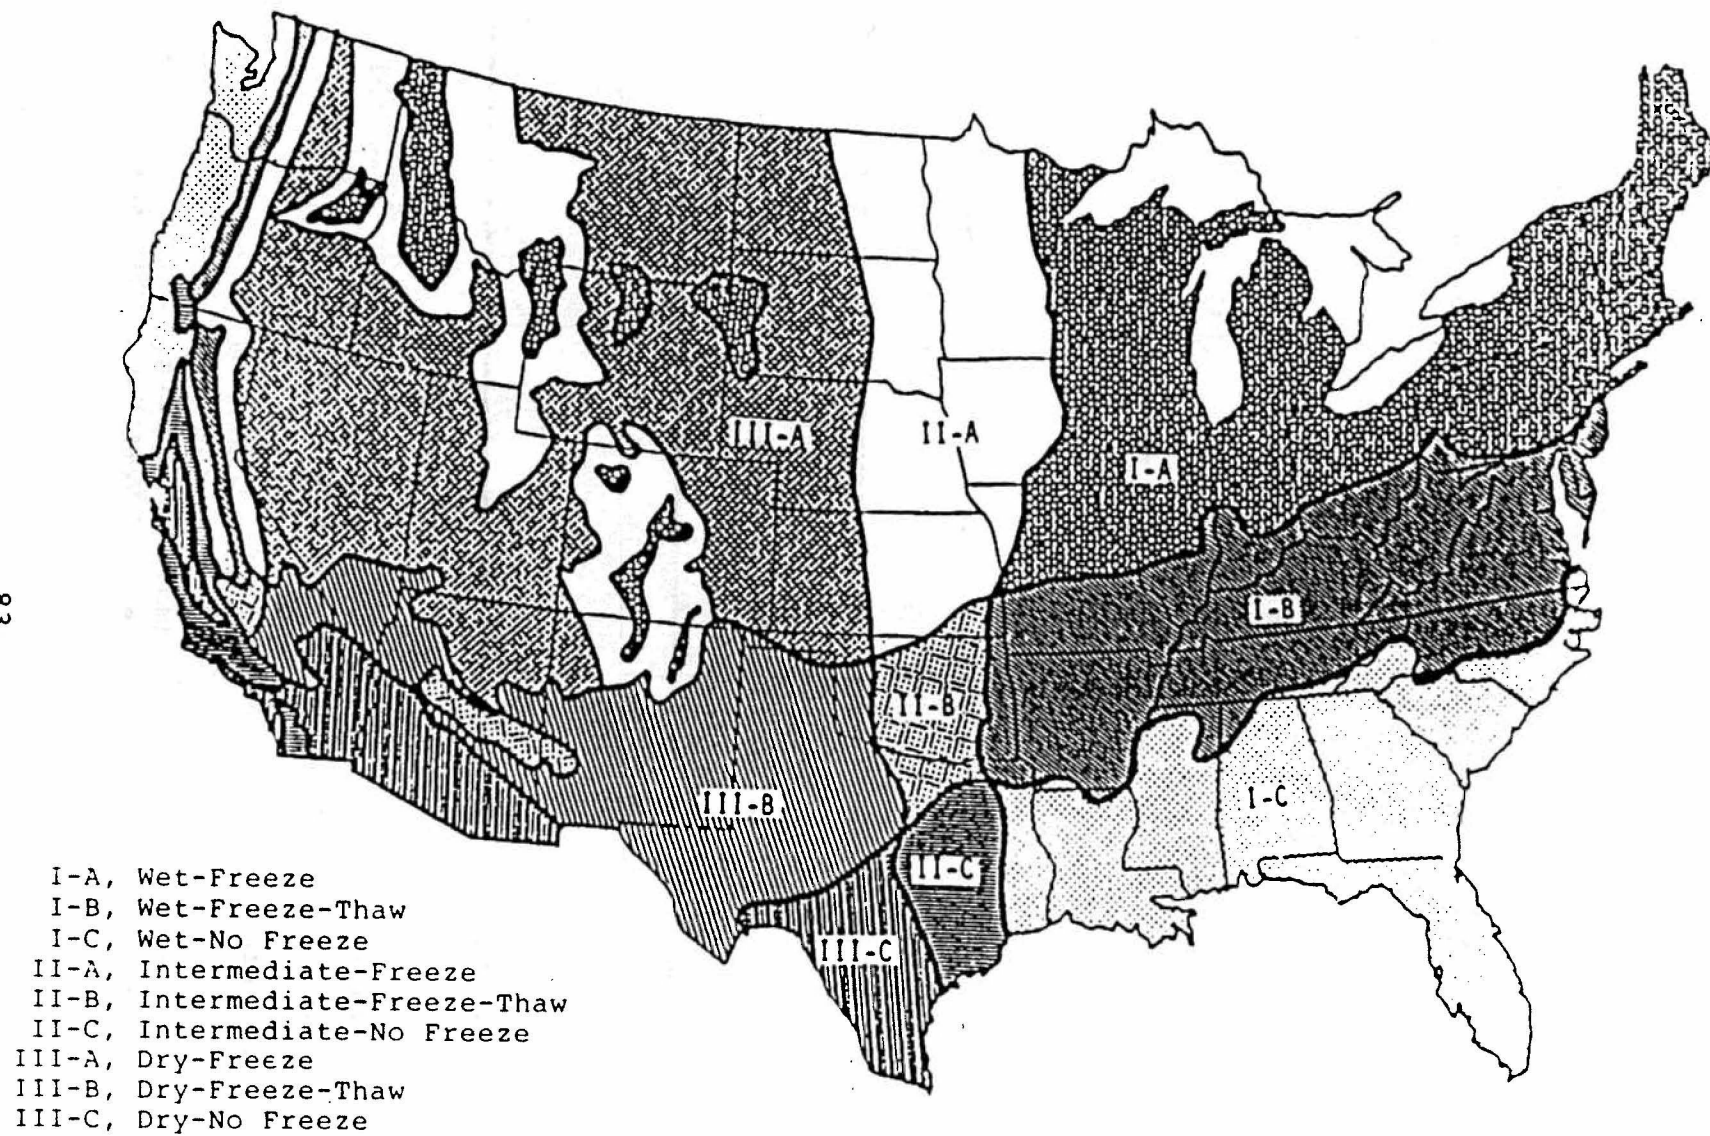 III-A
II-A
I-A
I-B
II-B
III-B
I-C
II-C
III-C
83
I-A, Wet-Freeze
I-B, Wet-Freeze-Thaw
I-C, Wet-No Freeze
II-A, Intermediate-Freeze
II-B, Intermediate-Freeze-Thaw
II-C, Intermediate-No Freeze
III-A, Dry-Freeze
III-B, Dry-Freeze-Thaw
III-C, Dry-No Freeze